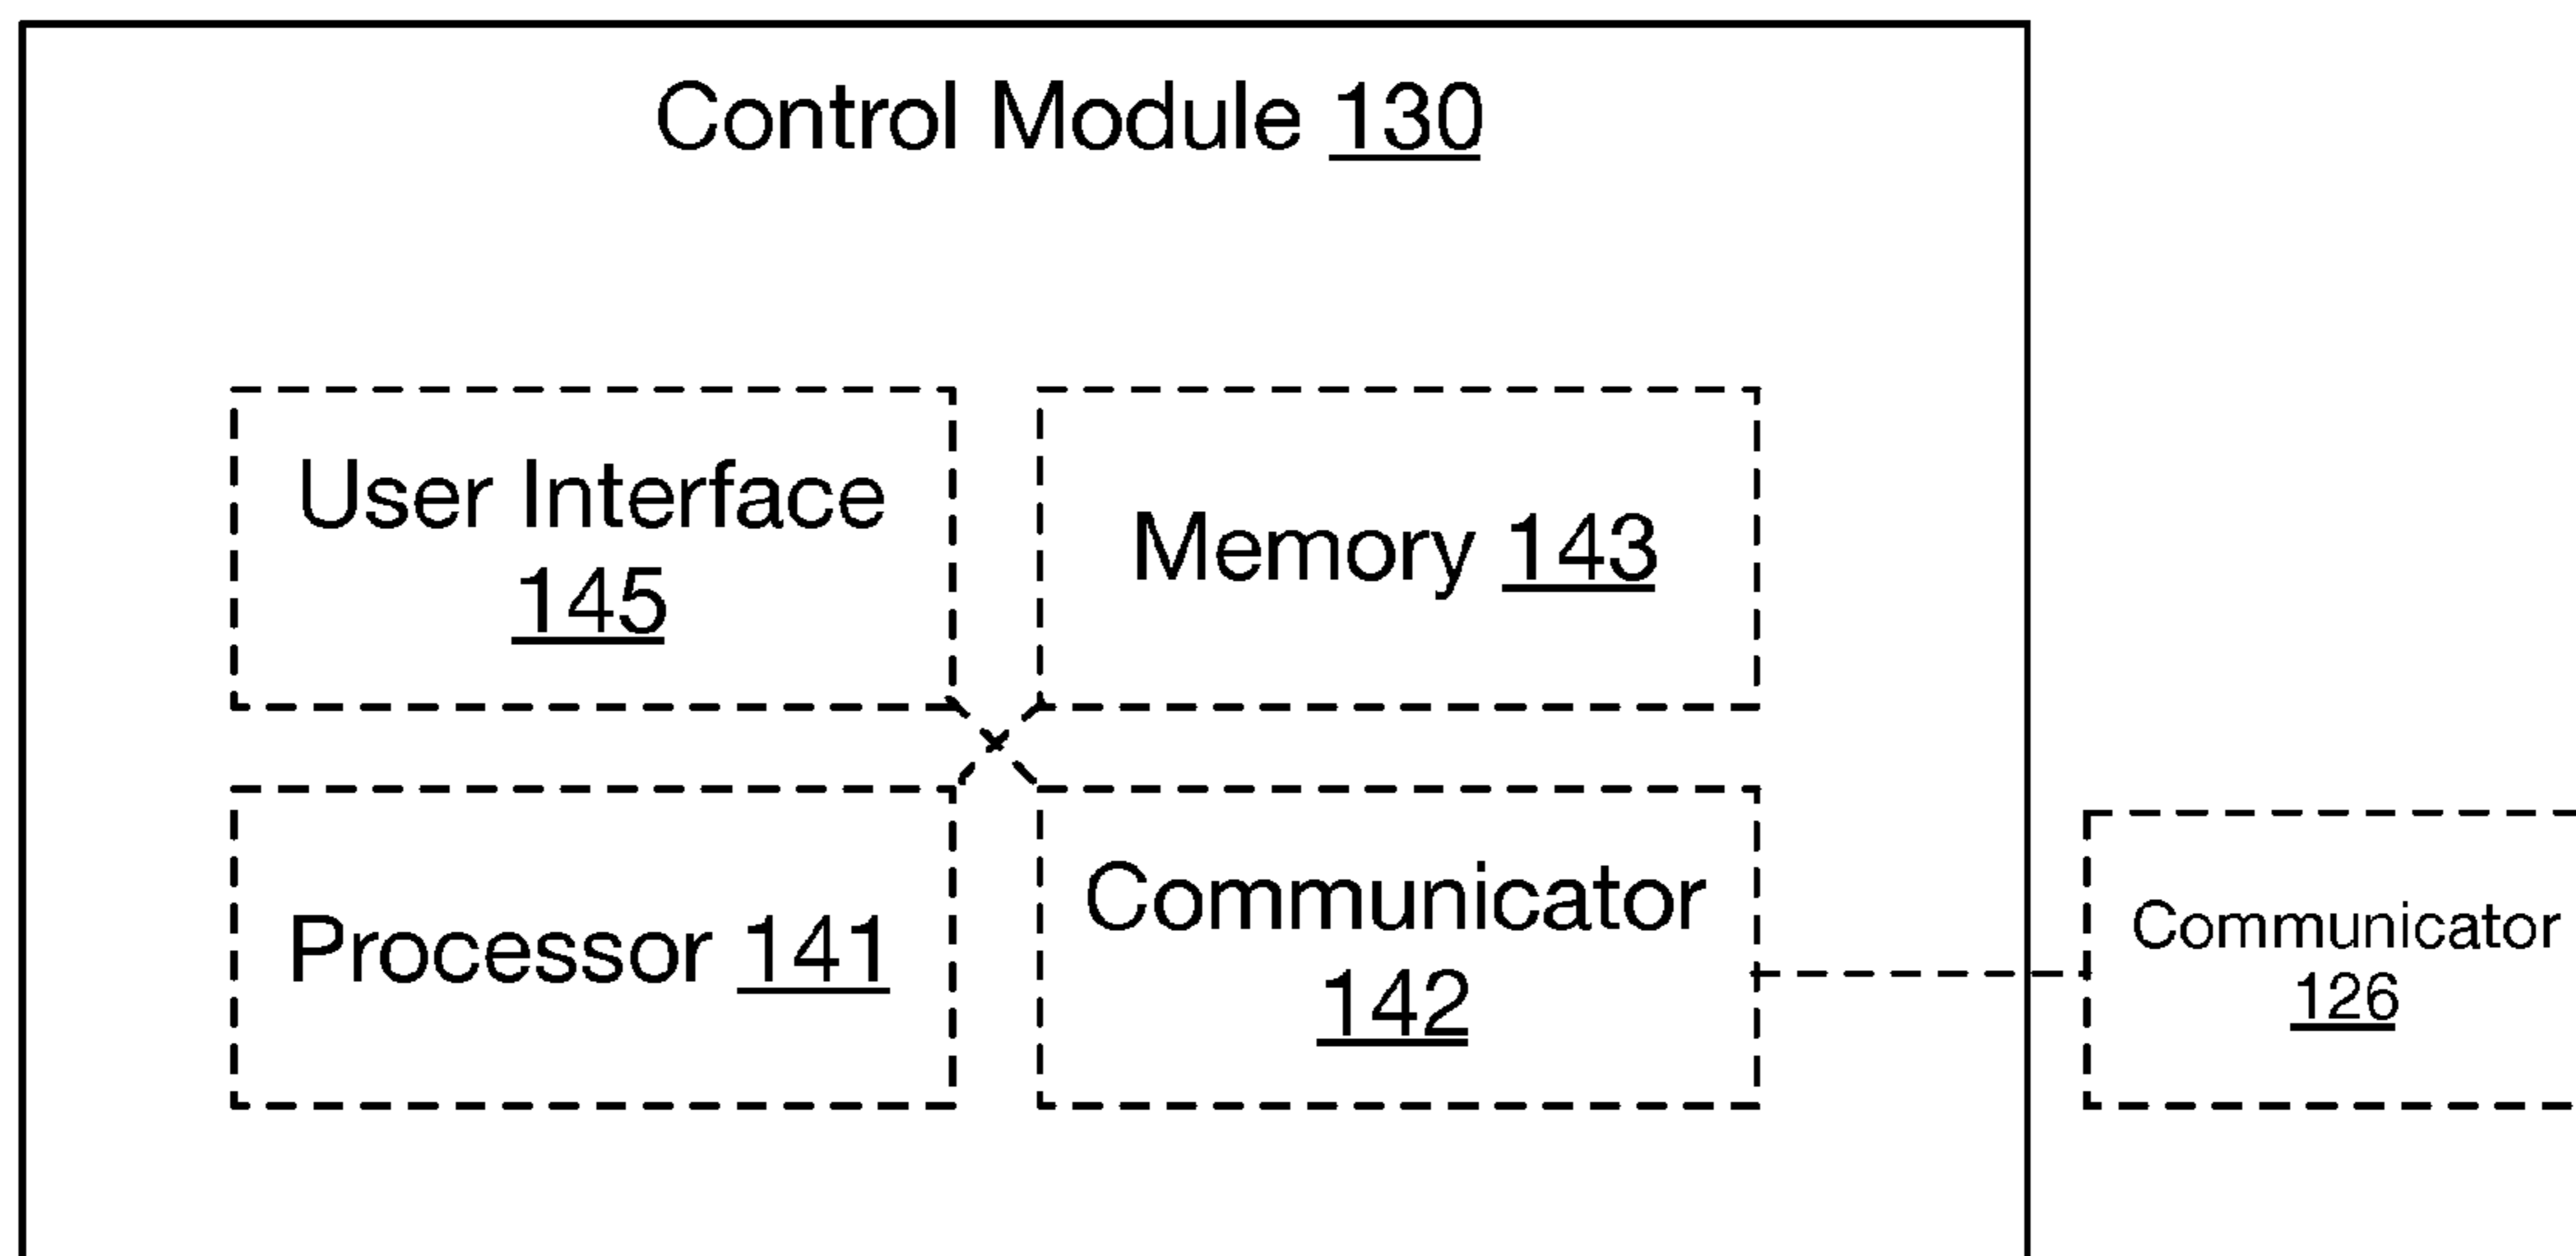 Control Module 130
User Interface
145
Memory 143
Processor 141
Communicator
142
Communicator
126